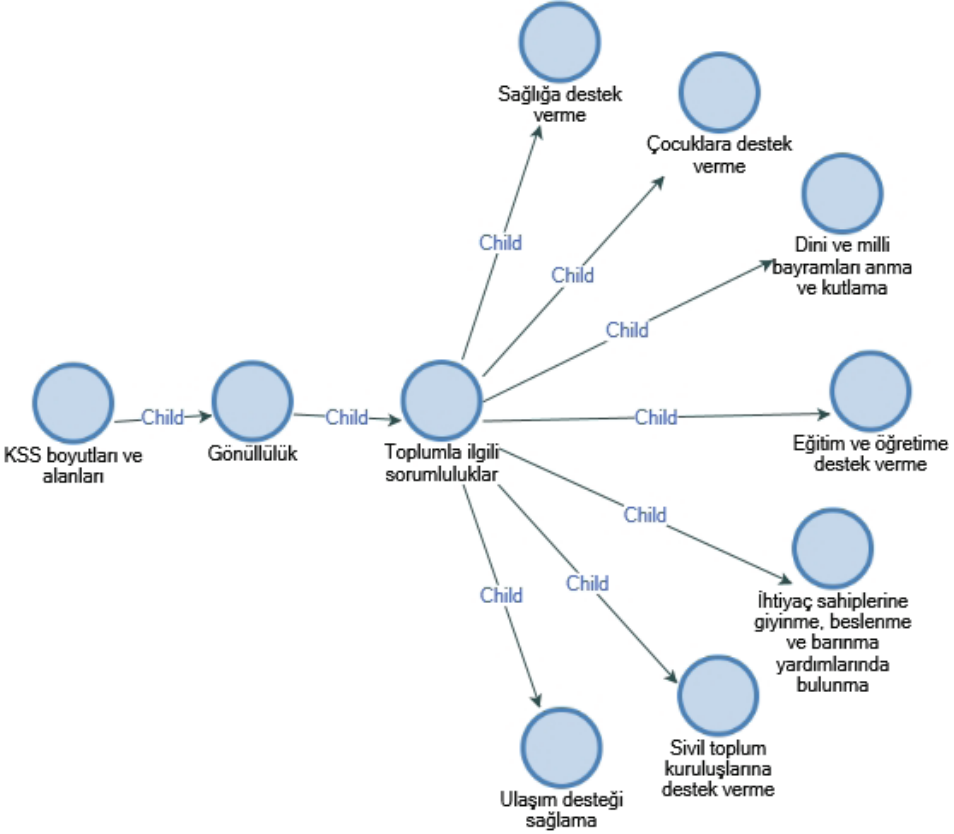 Sağlığa destek
verme
Çocuklara destek
verme
Child
Child
Dini ve milli
bayramları anma
ve kutlama
Child
KSS boyutları ve
alanları
Child
Gönüllülük
Child
Toplumla ilgili
sorumluluklar
Child
Eğitim ve öğretime
destek verme
Child
İhtiyaç sahiplerine
giyinme, beslenme
ve barınma
yardımlarında
bulunma
Child
Child
Sivil toplum
kuruluşlarına
destek verme
Ulaşım desteği
sağlama